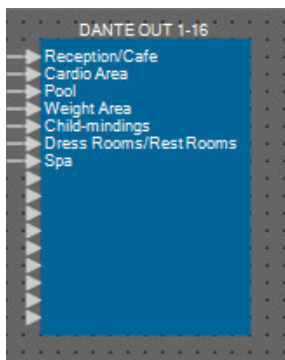 DANTE OUT 1-16
Reception/Cafe
Cardio Area
Pool
Weight Area
Child-mindings
Dress Rooms/Rest Rooms
Spa